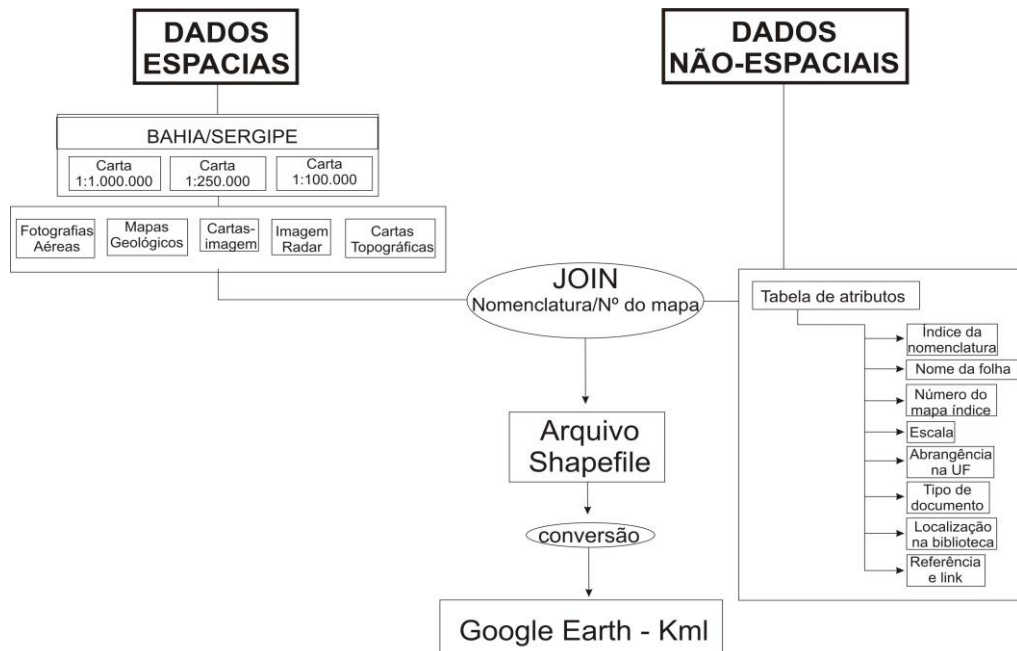 DADOS
ESPACIAS
BAHIA/SERGIPE
Carta
1:1.000.000
Carta
1:250.000
Carta
1:100.000
Fotografias
Aéreas
Mapas
Geológicos
Cartas-
imagem
Imagem
Radar
Cartas
Topográficas
DADOS
NÃO-ESPACIAIS
JOIN
Nomenclatura/Nº do mapa
Tabela de atributos
Índice da
nomenclatura
Nome da folha
Número do
mapa índice
Escala
Abrangência
na UF
Tipo de
documento
Localização
na biblioteca
Referência
e link
Arquivo
Shapefile
conversão
Google Earth - Kml